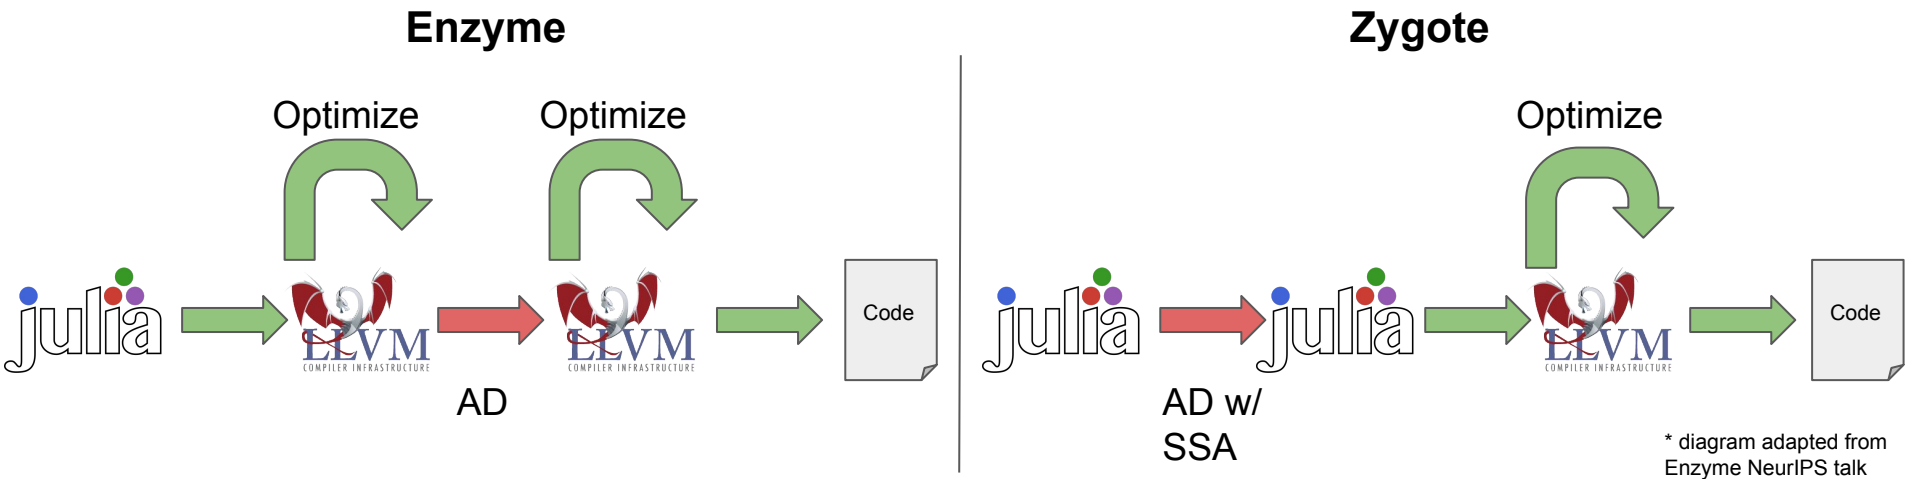 Enzyme
Zygote
Optimize
Optimize
Optimize
julia
LLVM
COMPILER INFRASTRUCTURE
LLVM
COMPILER INFRASTRUCTURE
Code
julia
julia
LLVM
COMPILER INFRASTRUCTURE
Code
AD
AD w/
SSA
* diagram adapted from
Enzyme NeurIPS talk